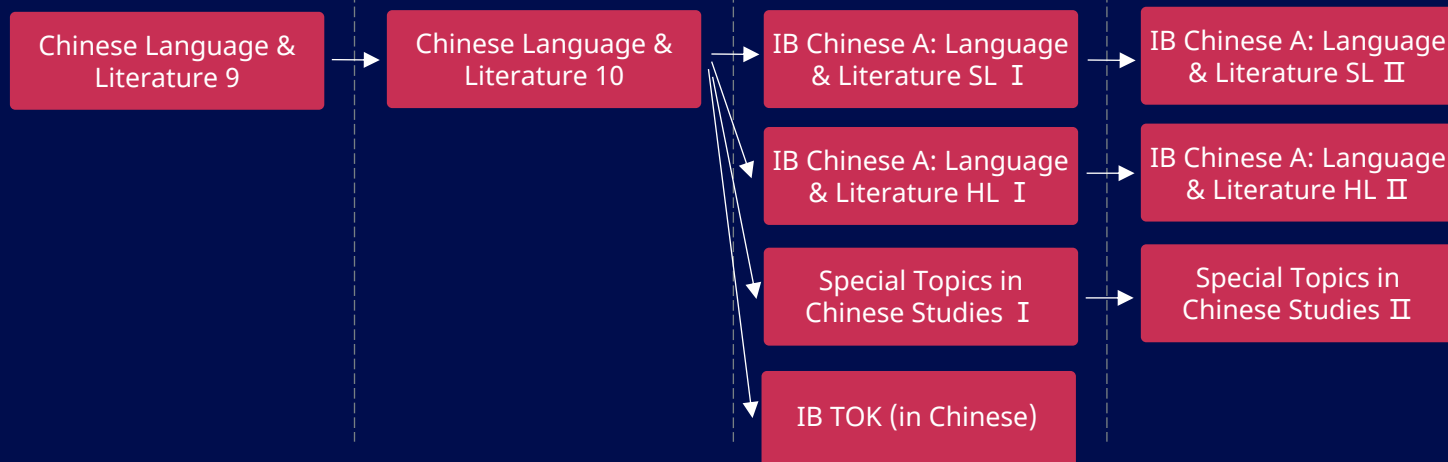 Chinese Language &
Literature 9
Chinese Language &
Literature 10
IB Chinese A: Language
& Literature SL Ⅰ
IB Chinese A: Language
& Literature SL Ⅱ
IB Chinese A: Language
& Literature HL Ⅰ
IB Chinese A: Language
& Literature HL Ⅱ
Special Topics in
Chinese Studies Ⅰ
Special Topics in
Chinese Studies Ⅱ
IB TOK (in Chinese)